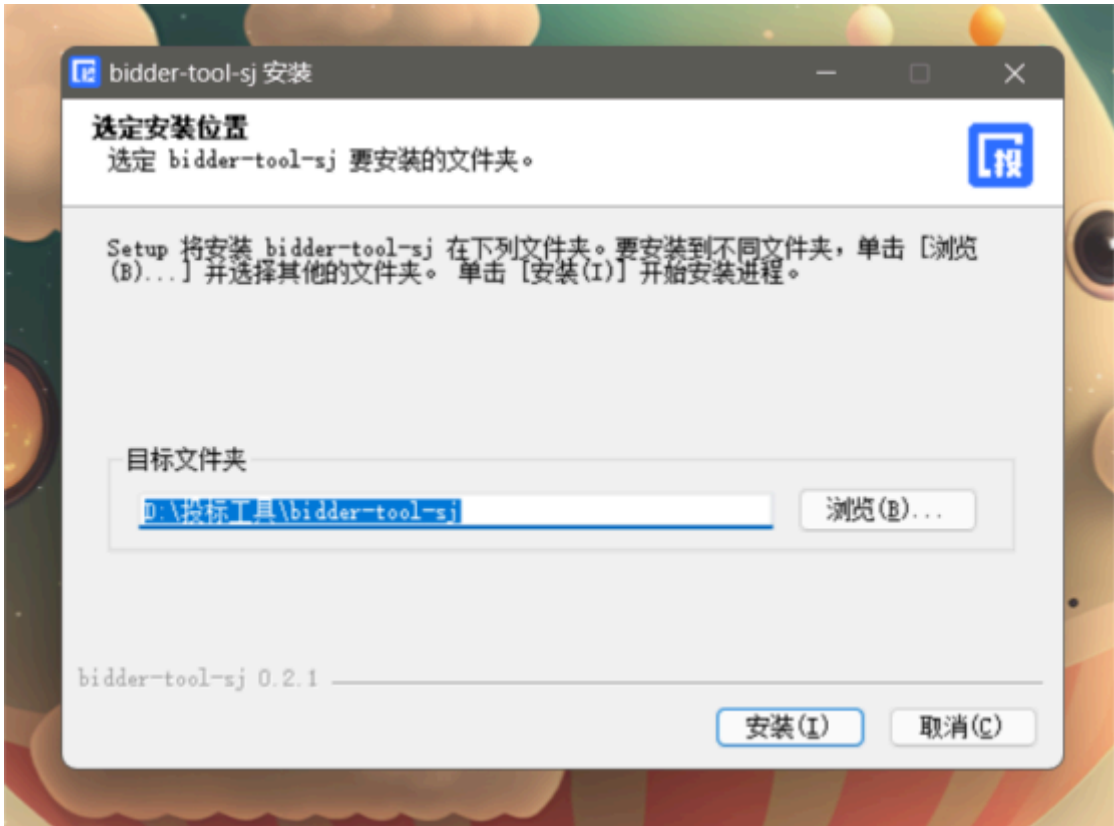 bidder-tool-sj 安装
选定安装位置
选定 bidder-tool-sj 要安装的文件夹。
投
Setup 将安装 bidder-tool-sj 在下列文件夹。要安装到不同文件夹，单击 [浏览
(B)...] 并选择其他的文件夹。 单击 [安装(I)] 开始安装进程。
目标文件夹
D:\投标工具\bidder-tool-sj
浏览(B)...
bidder-tool-sj 0.2.1
安装(I)
取消(C)